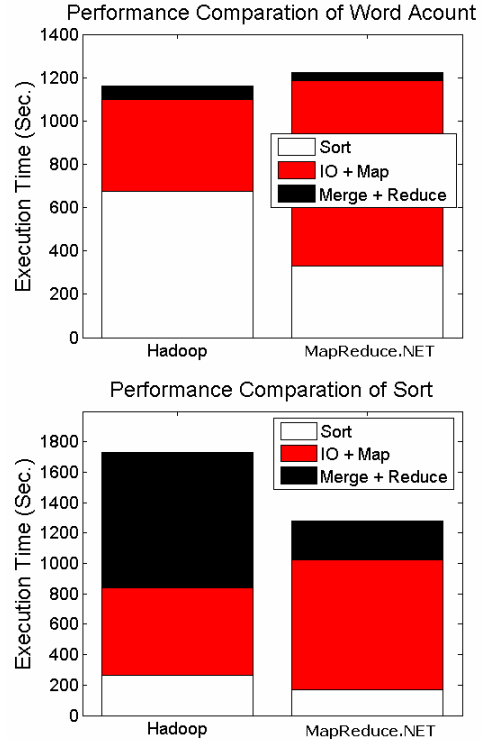 Performance Comparation of Word Acount
1400
1200
1000
800
600
400
200
0
Execution Time (Sec.)
Sort
IO + Map
Merge + Reduce
Hadoop
MapReduce.NET
Performance Comparation of Sort
1800
1600
1400
1200
1000
800
600
400
200
0
Execution Time (Sec.)
Sort
IO + Map
Merge + Reduce
Hadoop
MapReduce.NET